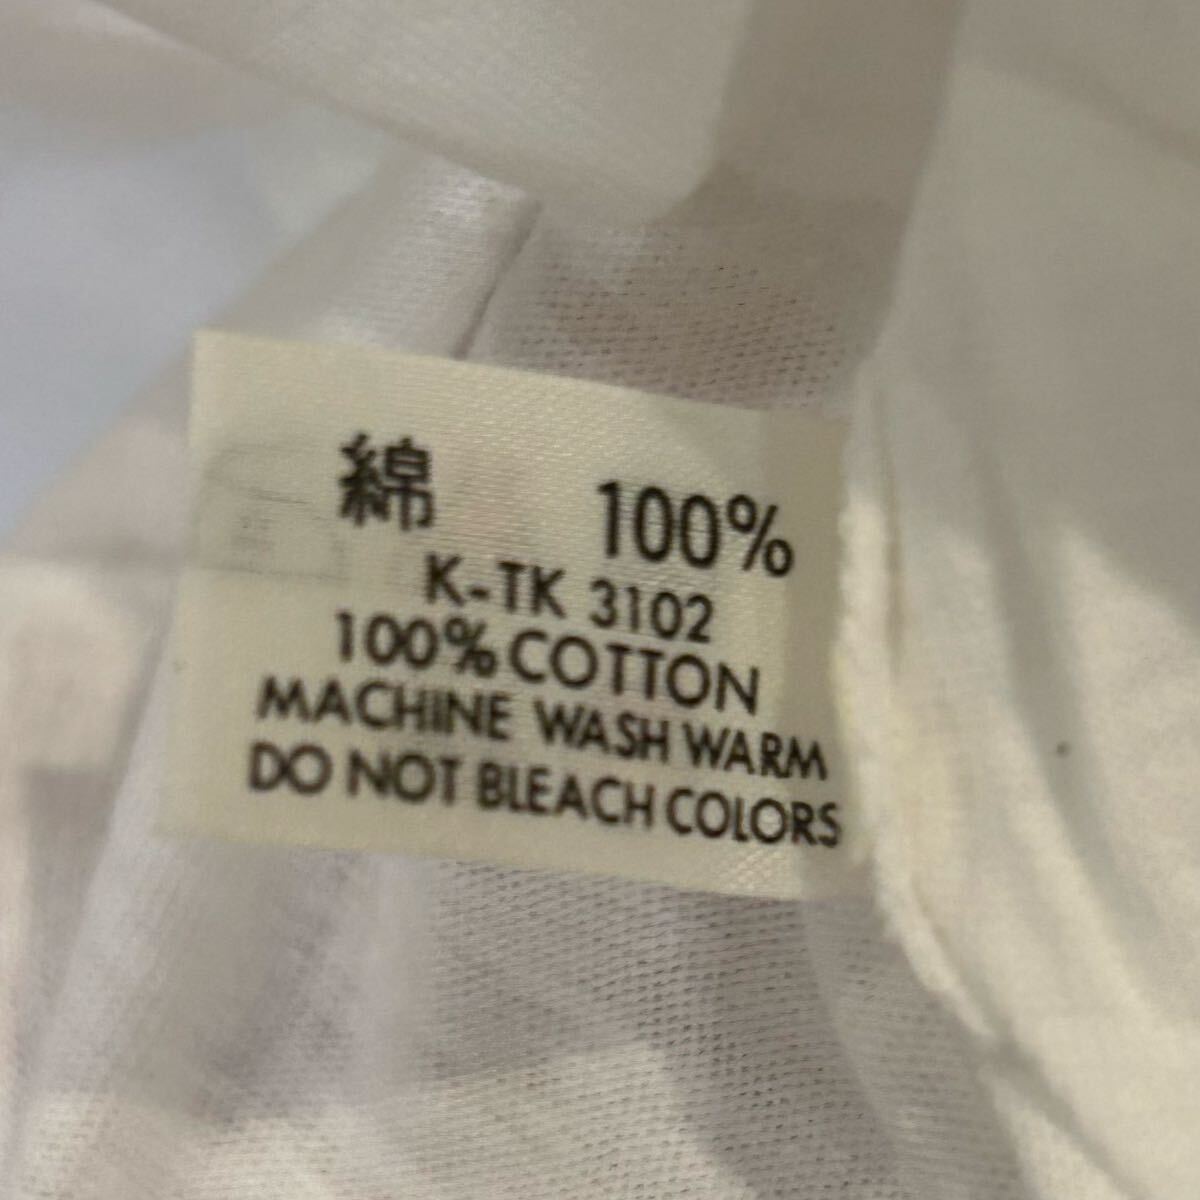 綿 100%
K-TK 3102
100% COTTON
MACHINE WASH WARM
DO NOT BLEACH COLORS